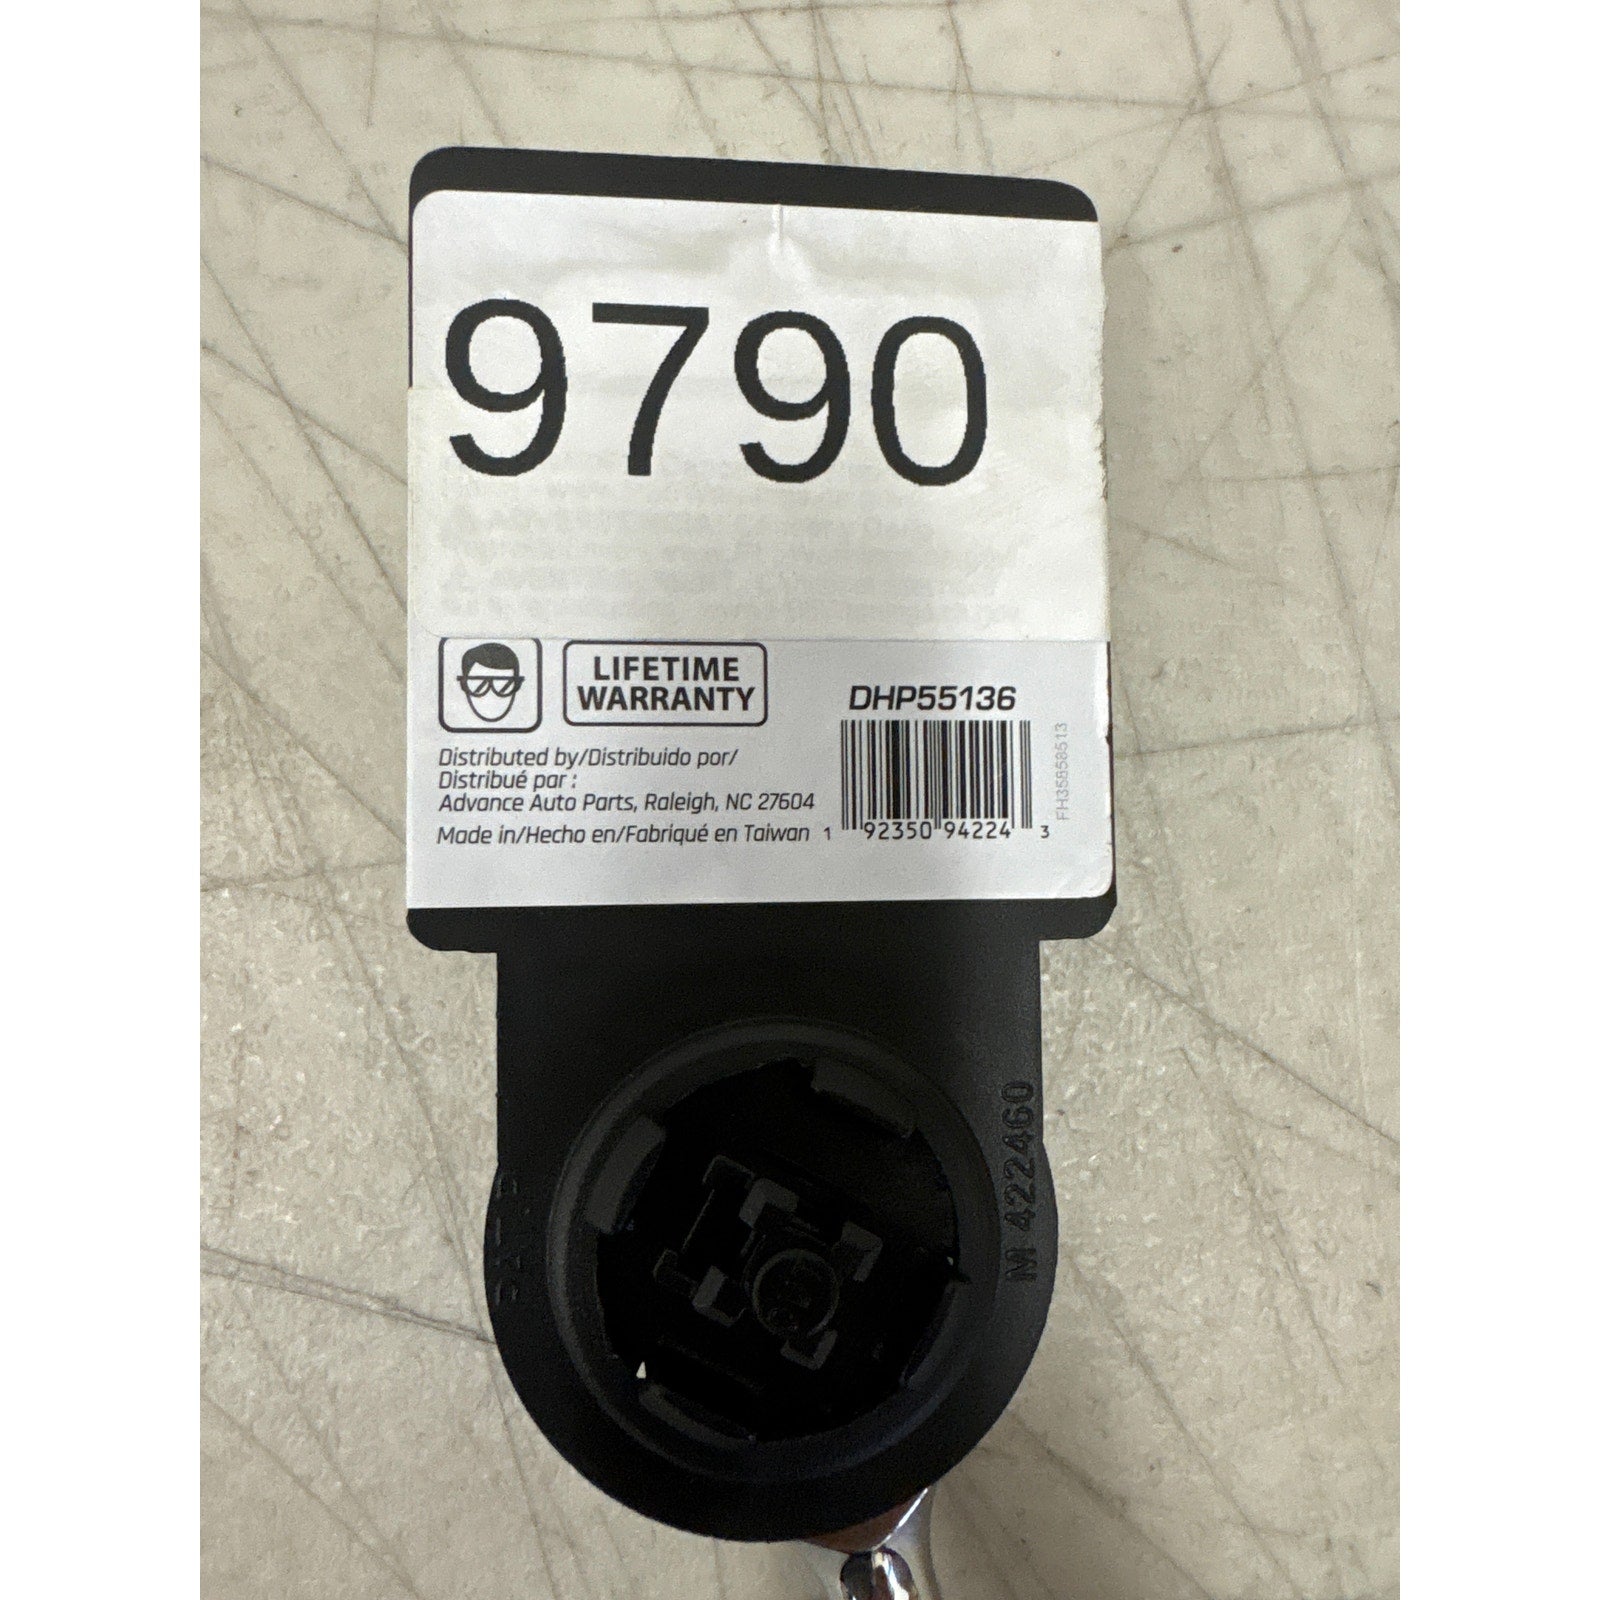 9790
LIFETIME
WARRANTY
DHP55136
Distributed by/Distribuido por/
Distribué par :
Advance Auto Parts, Raleigh, NC 27604
Made in/Hecho en/Fabriqué en Taiwan
1 92350 94224 3
FH35858513
M 422460